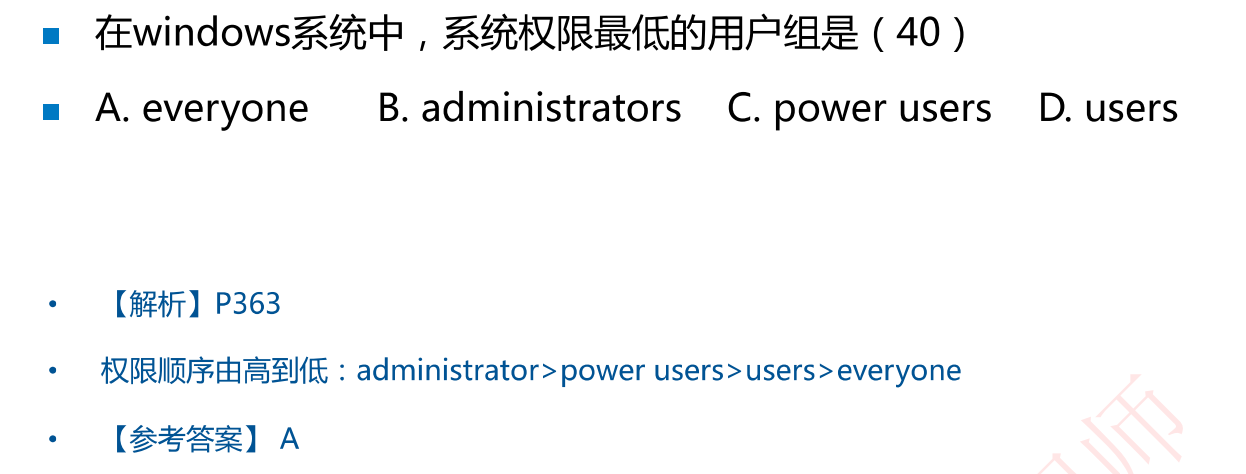 在windows系统中，系统权限最低的用户组是（40）
A. everyone B. administrators C. power users D. users
【解析】P363
权限顺序由高到低：administrator>power users>users>everyone
【参考答案】 A
师